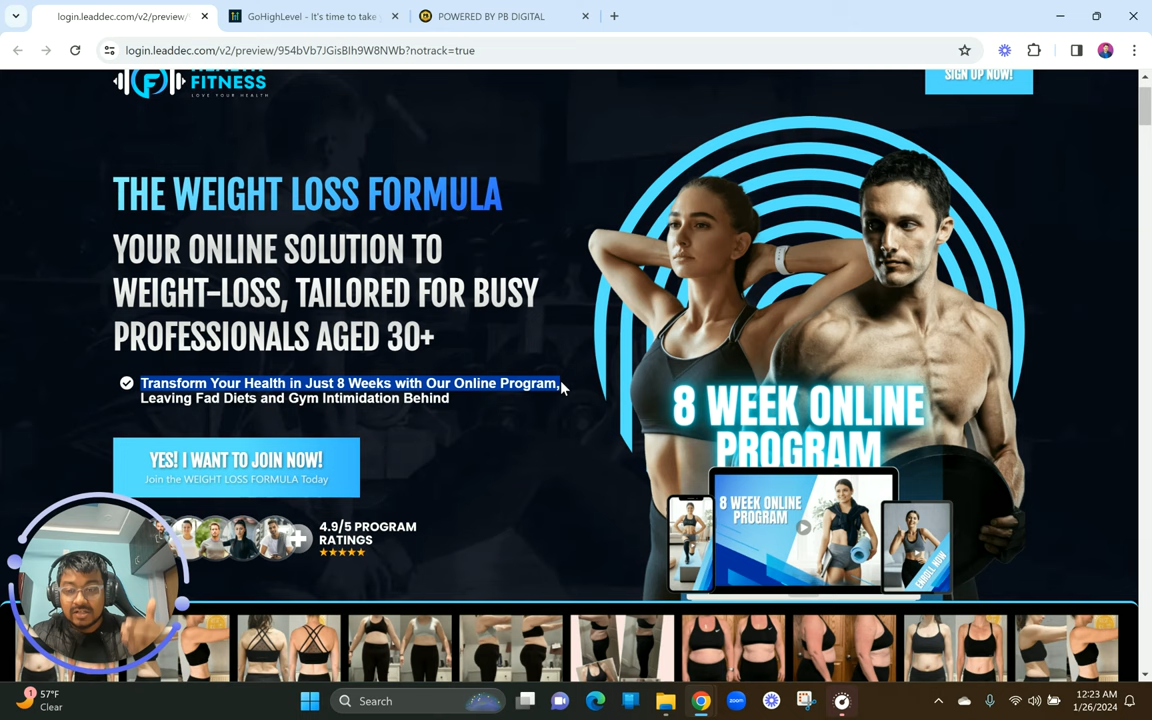 login.leaddec.com/v2/preview/
GoHighLevel - It's time to take
POWERED BY PB DIGITAL
login.leaddec.com/v2/preview/954bVb7JGisBIh9W8NWb?notrack=true
FITNESS
LOVE YOUR HEALTH
SIGN UP NOW!
THE WEIGHT LOSS FORMULA
YOUR ONLINE SOLUTION TO
WEIGHT-LOSS, TAILORED FOR BUSY
PROFESSIONALS AGED 30+
Transform Your Health in Just 8 Weeks with Our Online Program,
Leaving Fad Diets and Gym Intimidation Behind
YES! I WANT TO JOIN NOW!
Join the WEIGHT LOSS FORMULA Today
4.9/5 PROGRAM
RATINGS
8 WEEK ONLINE
PROGRAM
8 WEEK ONLINE
PROGRAM
ENROLL NOW
1
57°F
Clear
Search
zoom
12:23 AM
1/26/2024